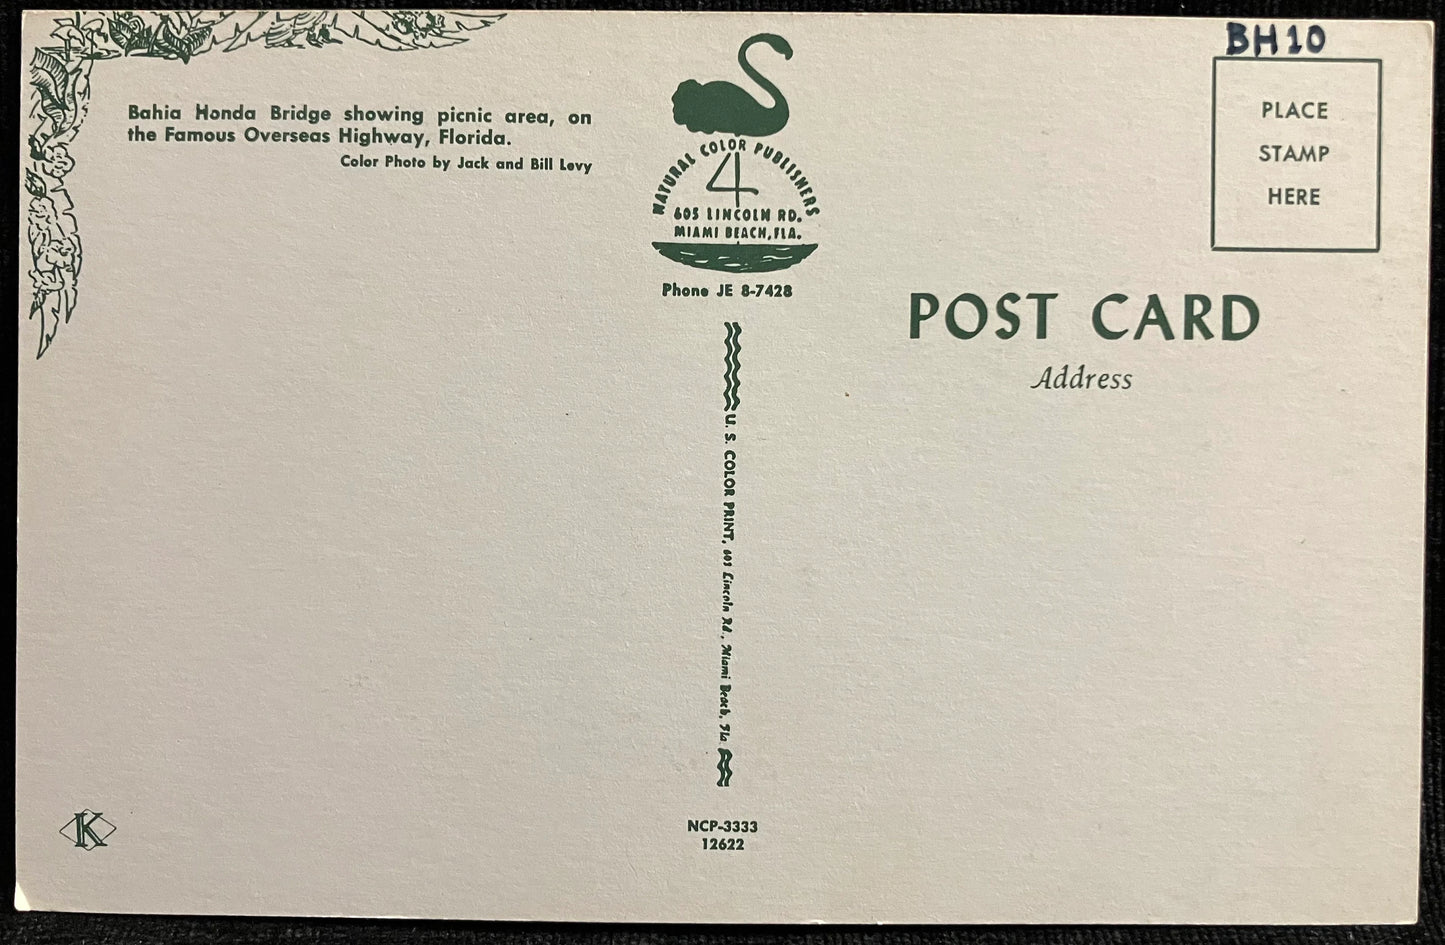 BH10
Bahia Honda Bridge showing picnic area, on
the Famous Overseas Highway, Florida.
Color Photo by Jack and Bill Levy
NATURAL COLOR PUBLISHERS
4
605 LINCOLN RD.
MIAMI BEACH, FLA.
Phone JE 8-7428
PLACE
STAMP
HERE
POST CARD
Address
U. S. COLOR PRINT, 603 Lincoln Rd., Miami Beach, Fla
K
NCP-3333
12622